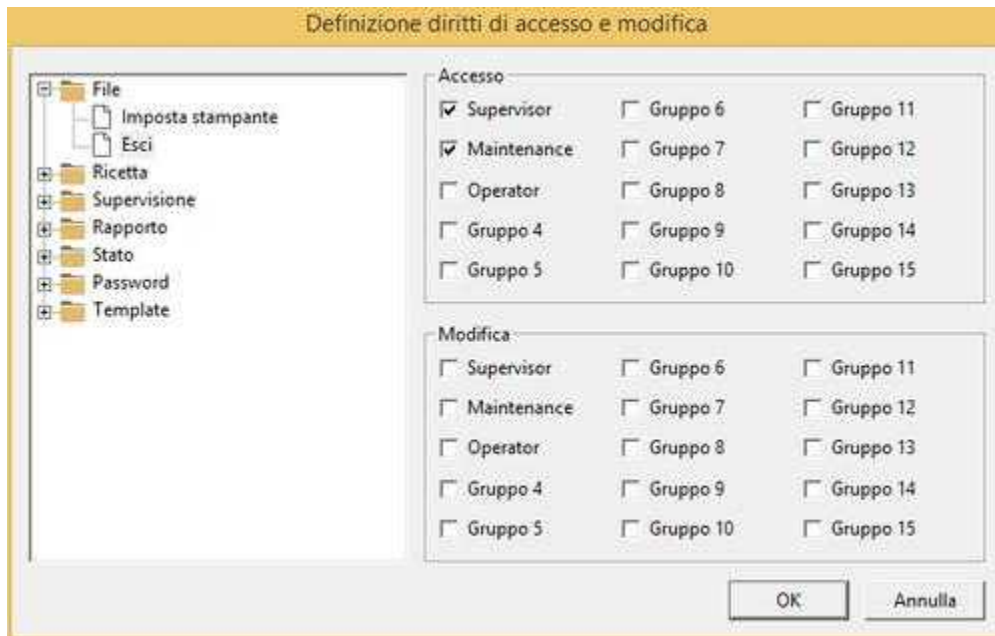 Definizione diritti di accesso e modifica
File
Imposta stampante
Esci
Ricetta
Supervisione
Rapporto
Stato
Password
Template
Accesso
Supervisor Gruppo 6 Gruppo 11
Maintenance Gruppo 7 Gruppo 12
Operator Gruppo 8 Gruppo 13
Gruppo 4 Gruppo 9 Gruppo 14
Gruppo 5 Gruppo 10 Gruppo 15
Modifica
Supervisor Gruppo 6 Gruppo 11
Maintenance Gruppo 7 Gruppo 12
Operator Gruppo 8 Gruppo 13
Gruppo 4 Gruppo 9 Gruppo 14
Gruppo 5 Gruppo 10 Gruppo 15
OK Annulla